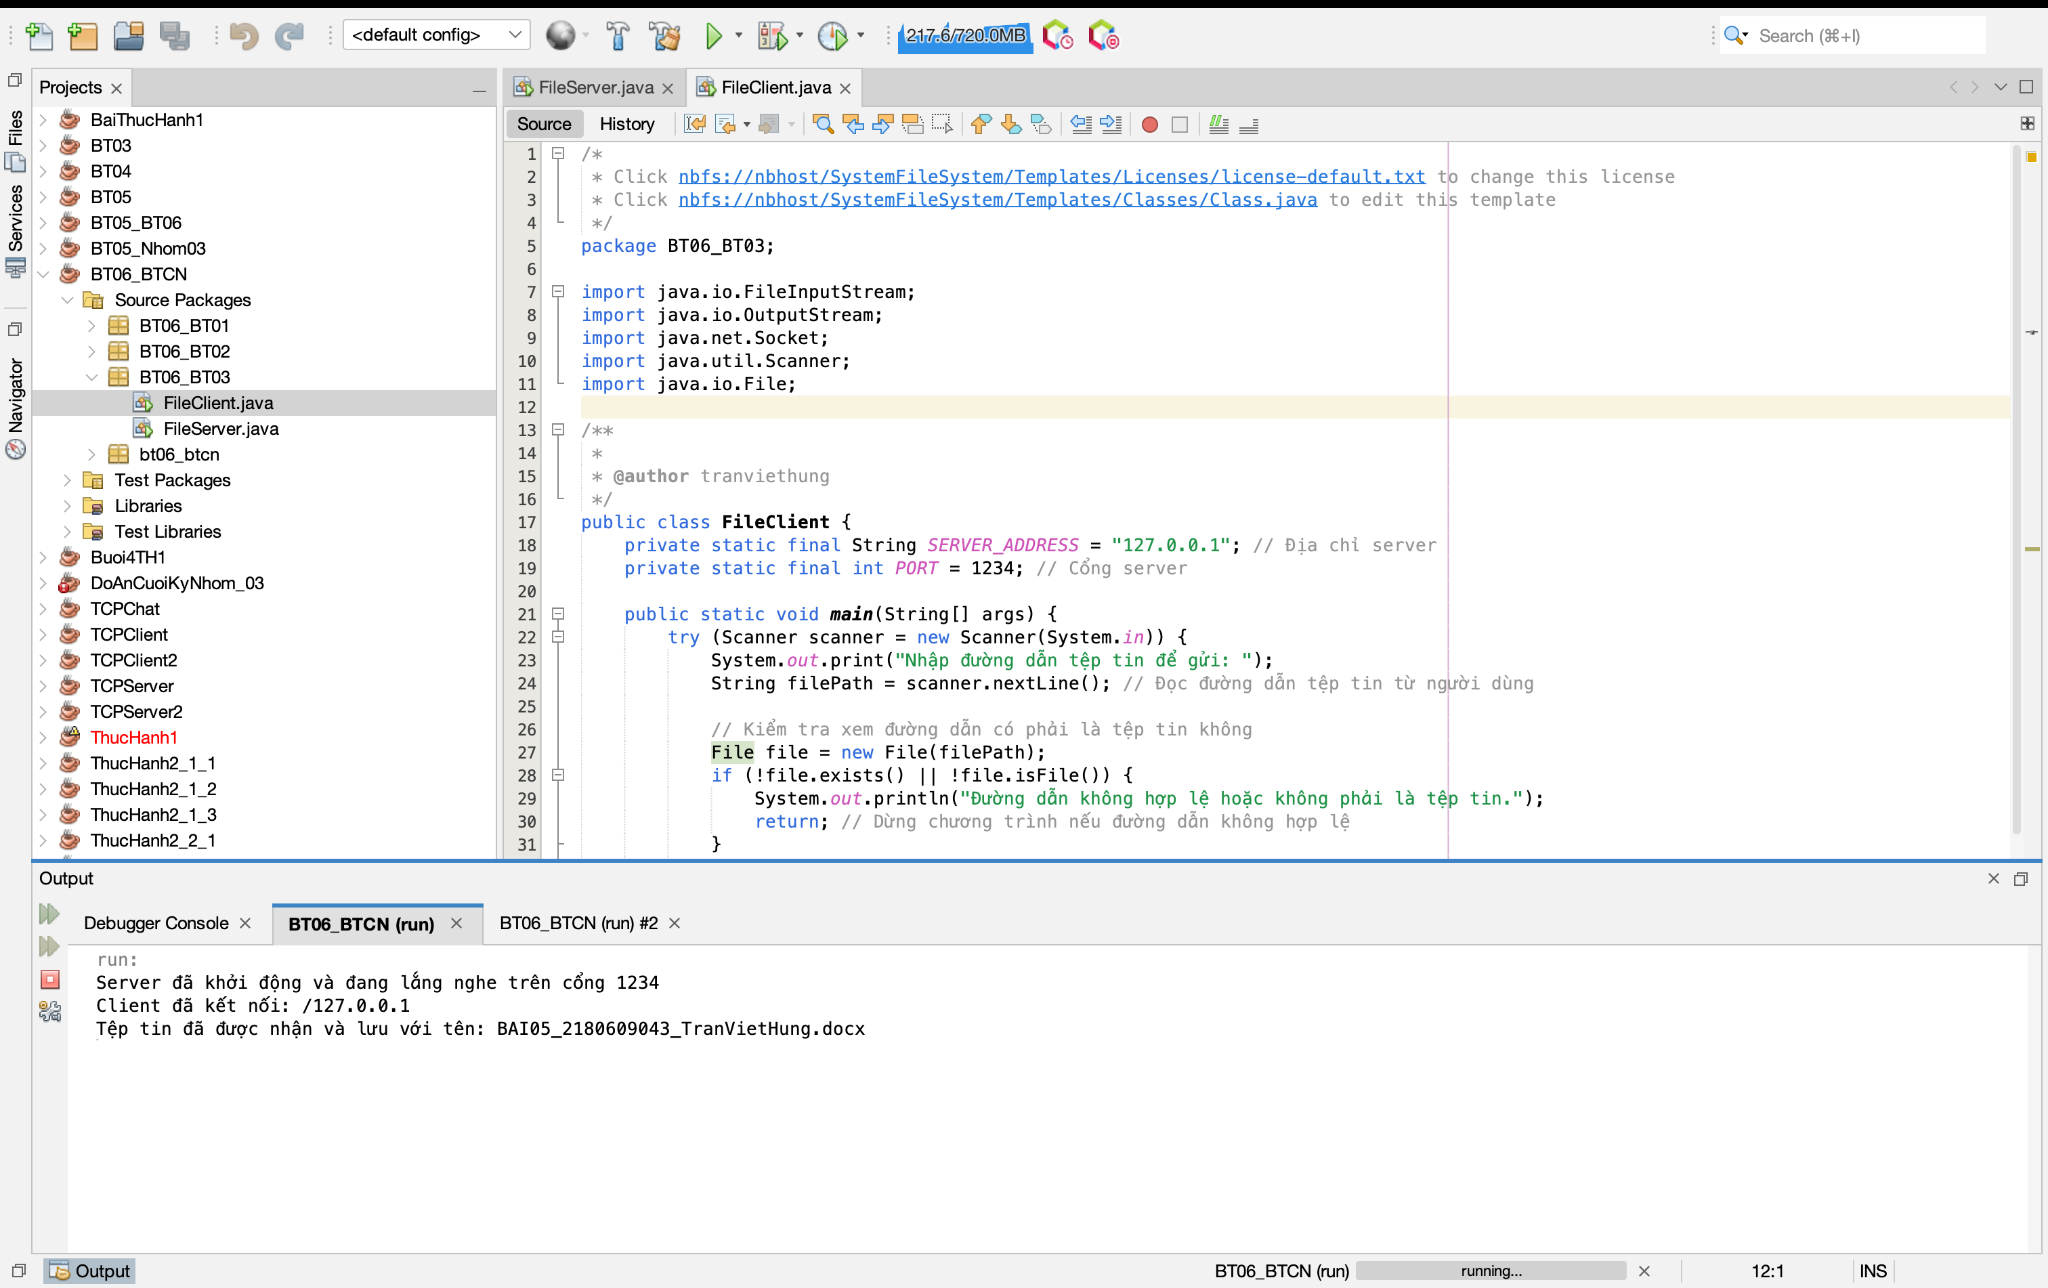 <default config>
217.6/720.0MB
Search (⌘+I)
Files
Services
Navigator
Projects
BaiThucHanh1
BT03
BT04
BT05
BT05_BT06
BT05_Nhom03
BT06_BTCN
Source Packages
BT06_BT01
BT06_BT02
BT06_BT03
FileClient.java
FileServer.java
bt06_btcn
Test Packages
Libraries
Test Libraries
Buoi4TH1
DoAnCuoiKyNhom_03
TCPChat
TCPClient
TCPClient2
TCPServer
TCPServer2
ThucHanh1
ThucHanh2_1_1
ThucHanh2_1_2
ThucHanh2_1_3
ThucHanh2_2_1
FileServer.java FileClient.java
Source History
1 /*
2 * Click nbfs://nbhost/SystemFileSystem/Templates/Licenses/license-default.txt to change this license
3 * Click nbfs://nbhost/SystemFileSystem/Templates/Classes/Class.java to edit this template
4 */
5 package BT06_BT03;
6
7 import java.io.FileInputStream;
8 import java.io.OutputStream;
9 import java.net.Socket;
10 import java.util.Scanner;
11 import java.io.File;
12
13 /**
14 *
15 * @author tranviethung
16 */
17 public class FileClient {
18 private static final String SERVER_ADDRESS = "127.0.0.1"; // Địa chỉ server
19 private static final int PORT = 1234; // Cổng server
20
21 public static void main(String[] args) {
22 try (Scanner scanner = new Scanner(System.in)) {
23 System.out.print("Nhập đường dẫn tệp tin để gửi: ");
24 String filePath = scanner.nextLine(); // Đọc đường dẫn tệp tin từ người dùng
25
26 // Kiểm tra xem đường dẫn có phải là tệp tin không
27 File file = new File(filePath);
28 if (!file.exists() || !file.isFile()) {
29 System.out.println("Đường dẫn không hợp lệ hoặc không phải là tệp tin.");
30 return; // Dừng chương trình nếu đường dẫn không hợp lệ
31 }
Output
Debugger Console BT06_BTCN (run) BT06_BTCN (run) #2
run:
Server đã khởi động và đang lắng nghe trên cổng 1234
Client đã kết nối: /127.0.0.1
Tệp tin đã được nhận và lưu với tên: BAI05_2180609043_TranVietHung.docx
Output BT06_BTCN (run) running... 12:1 INS